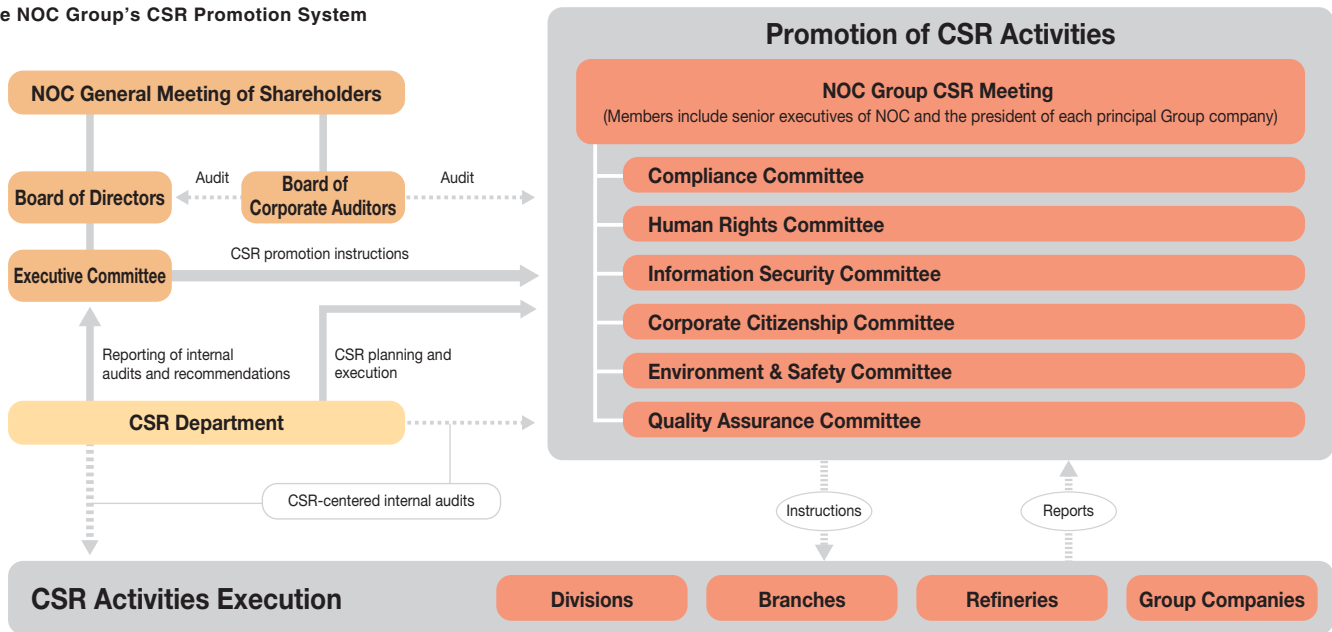 e NOC Group's CSR Promotion System
Promotion of CSR Activities
NOC General Meeting of Shareholders
NOC Group CSR Meeting
(Members include senior executives of NOC and the president of each principal Group company)
Board of Directors
Audit
Board of
Corporate Auditors
Audit
Compliance Committee
Human Rights Committee
Executive Committee
CSR promotion instructions
Information Security Committee
Corporate Citizenship Committee
Reporting of internal
audits and recommendations
CSR planning and
execution
Environment & Safety Committee
CSR Department
Quality Assurance Committee
CSR-centered internal audits
Instructions
Reports
CSR Activities Execution
Divisions
Branches
Refineries
Group Companies